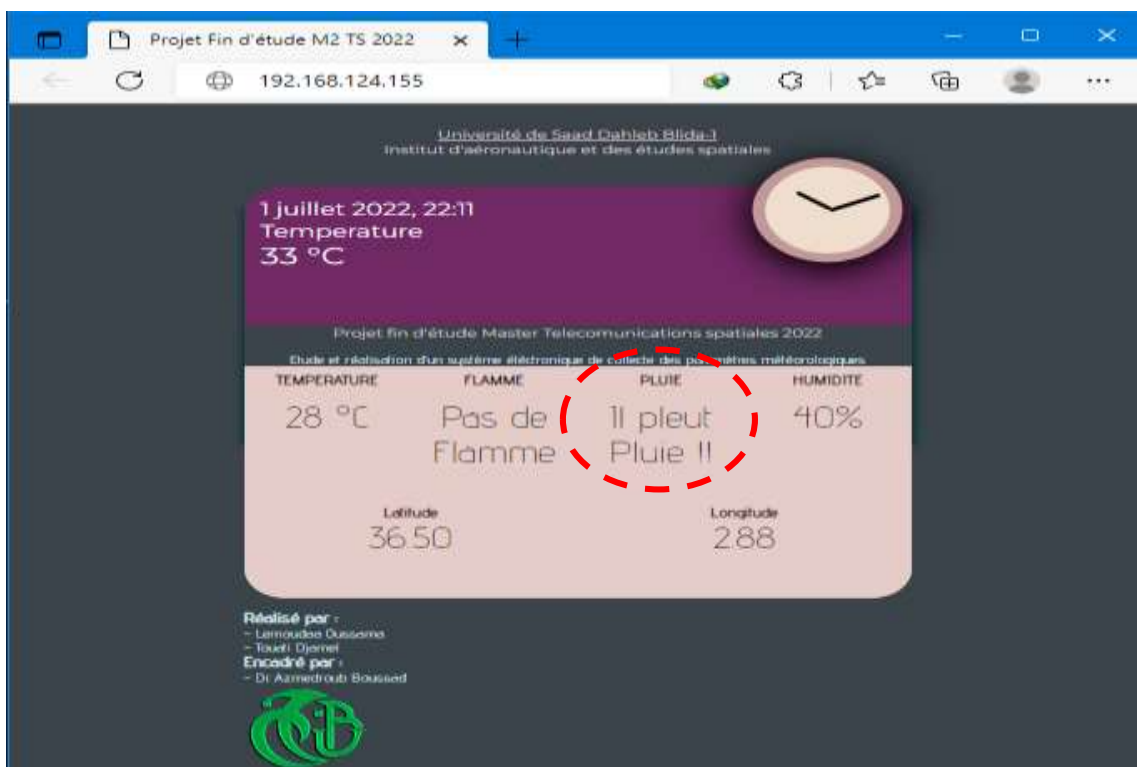 Projet Fin d'étude M2 TS 2022
192.168.124.155
Université de Saad Dahleb Blida-1
Institut d'aéronautique et des études spatiales
1 juillet 2022, 22:11
Temperature
33 °C
Projet fin d'étude Master Telecomunications spatiales 2022
Etude et réalisation d'un système éléctronique de collecte des paramètres météorologiques
TEMPERATURE FLAMME PLUIE HUMIDITE
28 °C Pas de Il pleut 40%
Flamme Pluie !!
Latitude Longitude
36.50 2.88
Réalisé par :
- Oussama
- Touati Djamel
Encadré par :
- Dr Azmedroub Boussad